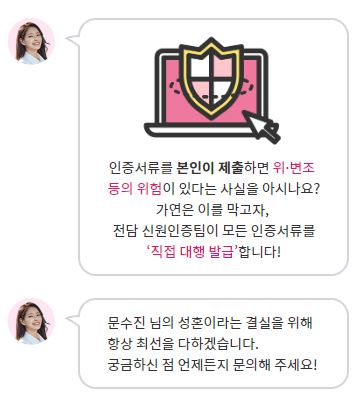 인증서류를 본인이 제출하면 위·변조
등의 위험이 있다는 사실을 아시나요?
가연은 이를 막고자,
전담 신원인증팀이 모든 인증서류를
‘직접 대행 발급’합니다!
문수진 님의 성혼이라는 결실을 위해
항상 최선을 다하겠습니다.
궁금하신 점 언제든지 문의해 주세요!